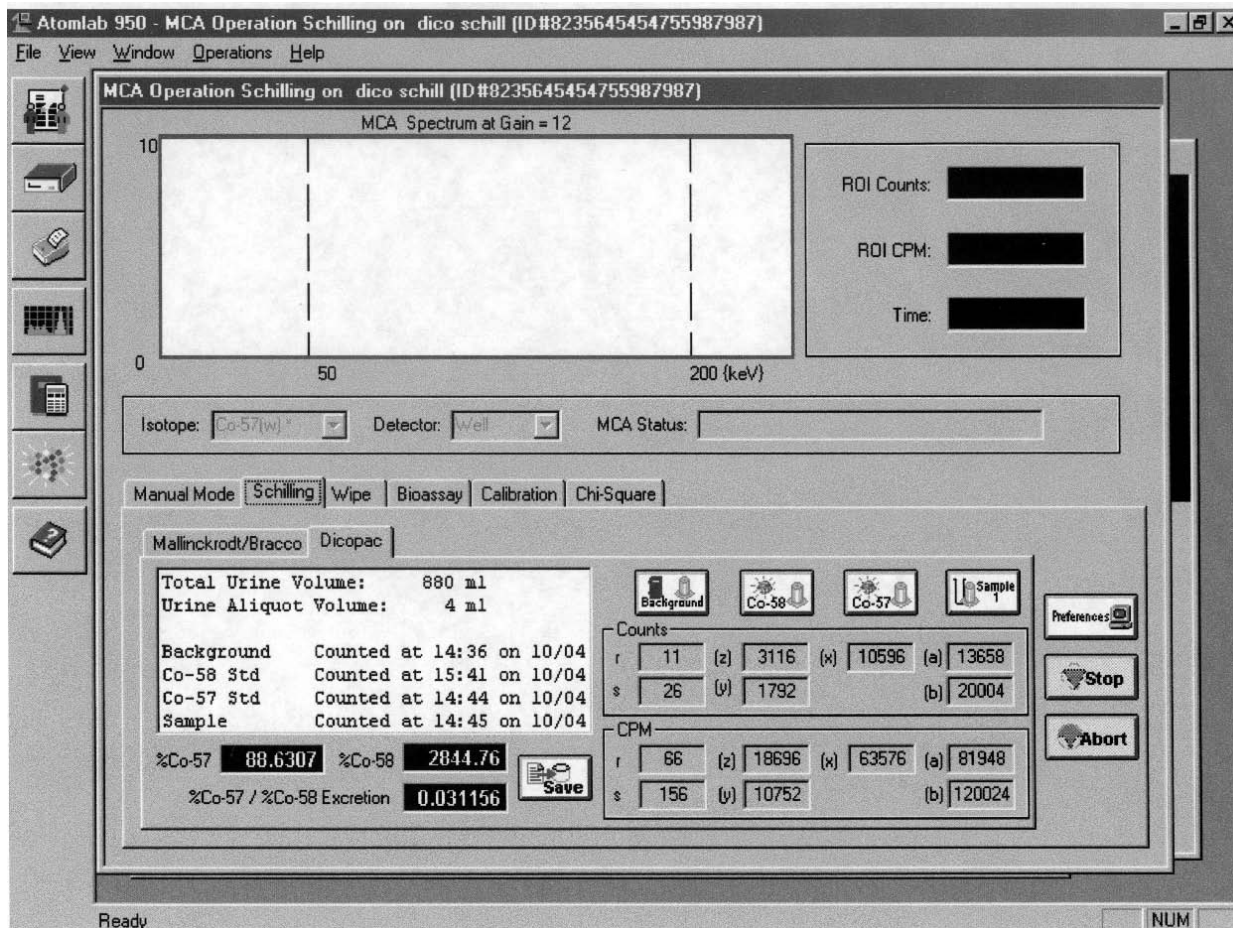 Atomlab 950 - MCA Operation Schilling on dico schill (ID#8235645454755987987)
File View Window Operations Help
MCA Operation Schilling on dico schill (ID#8235645454755987987)
MCA Spectrum at Gain = 12
10
0
50
200 (keV)
ROI Counts:
ROI CPM:
Time:
Isotope: Co-57(w) * Detector: Well MCA Status:
Manual Mode Schilling Wipe Bioassay Calibration Chi-Square
Mallinckrodt/Bracco Dicopac
Total Urine Volume: 880 ml
Urine Aliquot Volume: 4 ml
Background Counted at 14:36 on 10/04
Co-58 Std Counted at 15:41 on 10/04
Co-57 Std Counted at 14:44 on 10/04
Sample Counted at 14:45 on 10/04
%Co-57 88.6307 %Co-58 2844.76
%Co-57 / %Co-58 Excretion 0.031156
Save
Background Co-58 Co-57 Sample 1
Counts
r 11 (z) 3116 (x) 10596 (a) 13658
s 26 (y) 1792 (b) 20004
CPM
r 66 (z) 18696 (x) 63576 (a) 81948
s 156 (y) 10752 (b) 120024
Preferences
Stop
Abort
Ready NUM